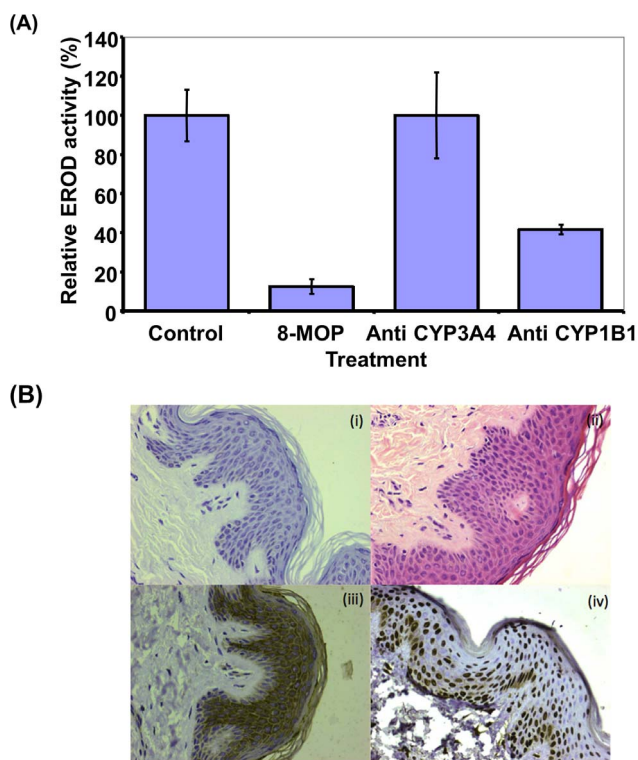 (A)
Relative EROD activity (%)
140
120
100
80
60
40
20
0
Control 8-MOP Anti CYP3A4 Anti CYP1B1
Treatment
(B)
(i) (ii)
(iii) (iv)